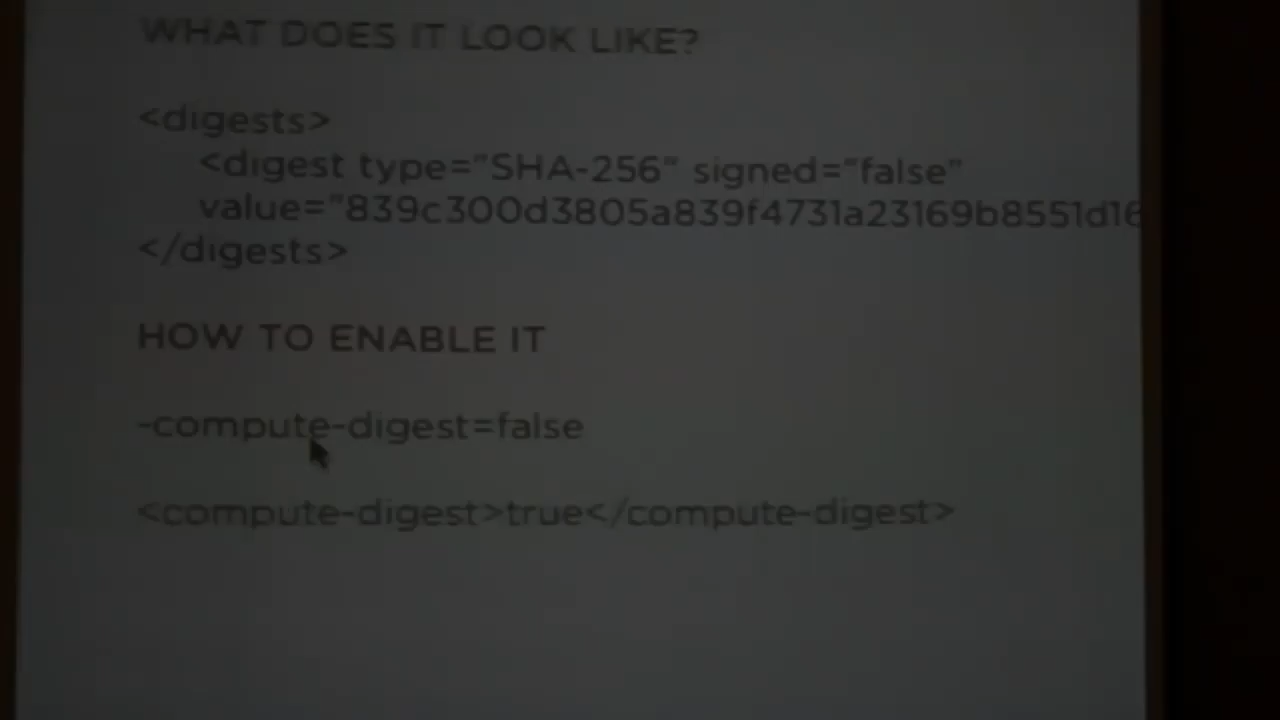 WHAT DOES IT LOOK LIKE?
<digests>
<digest type="SHA-256" signed="false"
value="839c300d3805a839f4731a23169b8551d16
</digests>
HOW TO ENABLE IT
-compute-digest=false
<compute-digest>true</compute-digest>